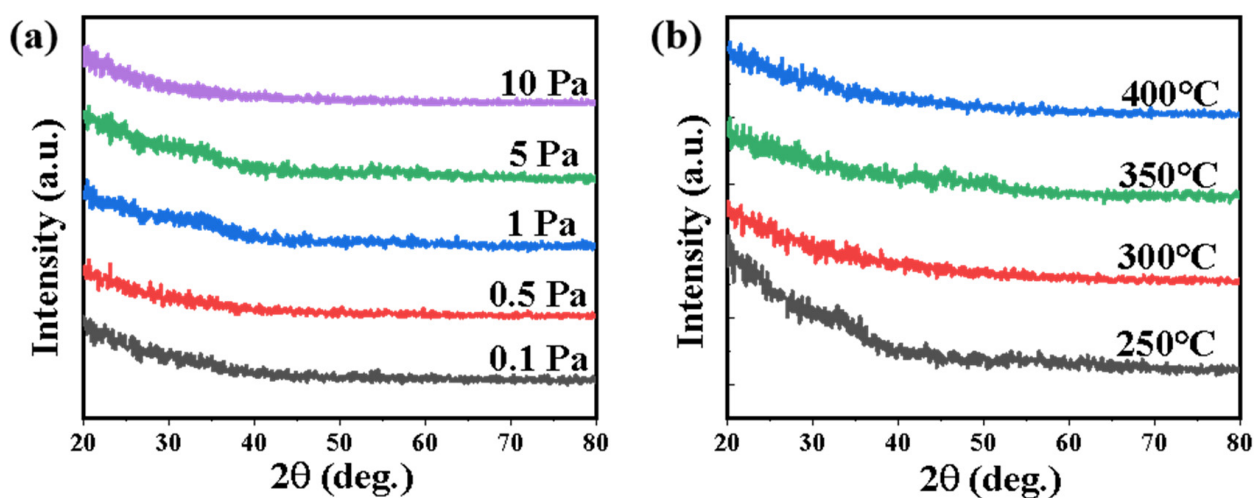 (a)
10 Pa
5 Pa
1 Pa
0.5 Pa
0.1 Pa
Intensity (a.u.)
20 30 40 50 60 70 80
2θ (deg.)
(b)
400°C
350°C
300°C
250°C
Intensity (a.u.)
20 30 40 50 60 70 80
2θ (deg.)